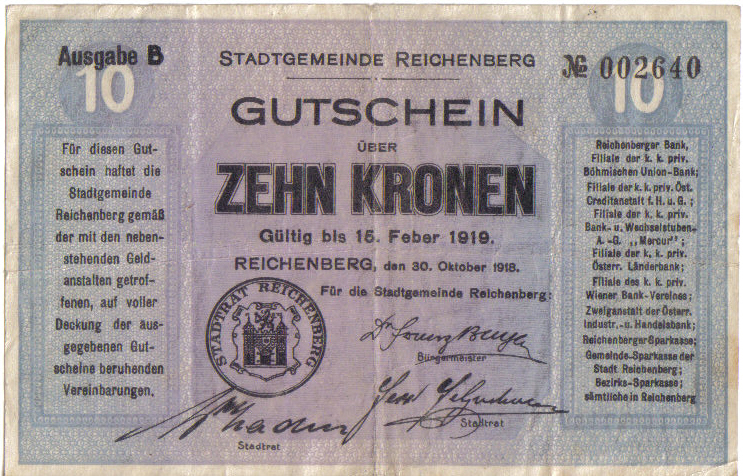 Ausgabe B
10
STADTGEMEINDE REICHENBERG
№ 002640
10
GUTSCHEIN
ÜBER
ZEHN KRONEN
Gültig bis 15. Feber 1919.
REICHENBERG, den 30. Oktober 1918.
Für die Stadtgemeinde Reichenberg:
Für diesen Gut-
schein haftet die
Stadtgemeinde
Reichenberg gemäß
der mit den neben-
stehenden Geld-
anstalten getrof-
fenen, auf voller
Deckung der aus-
gegebenen Gut-
scheine beruhenden
Vereinbarungen.
STADTRAT REICHENBERG
Bürgermeister
Stadtrat
Stadtrat
Reichenberger Bank,
Filiale der k. k. priv.
Böhmischen Union-Bank;
Filiale der k. k. priv. Öst.
Creditanstalt f. H. u. G. ;
Filiale der k. k. priv.
Bank- u. Wechselstuben-
A. -G. „Mercur" ;
Filiale der k. k. priv.
Österr. Länderbank;
Filiale des k. k. priv.
Wiener Bank-Vereines;
Zweiganstalt der Österr.
Industr.- u. Handelsbank;
Reichenberger Sparkasse;
Gemeinde-Sparkasse der
Stadt Reichenberg;
Bezirks-Sparkasse;
sämtliche in Reichenberg